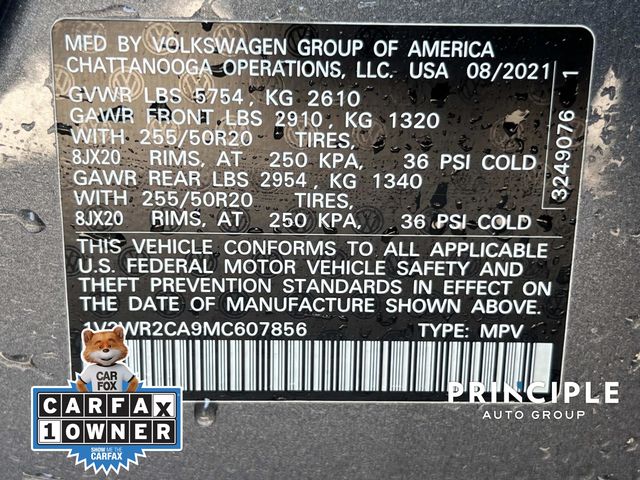 MFD BY VOLKSWAGEN GROUP OF AMERICA
CHATTANOOGA OPERATIONS, LLC. USA 08/2021
GVWR LBS 5754 , KG 2610
GAWR FRONT LBS 2910 , KG 1320
WITH 255/50R20 TIRES,
8JX20 RIMS, AT 250 KPA, 36 PSI COLD
GAWR REAR LBS 2954 , KG 1340
WITH 255/50R20 TIRES,
8JX20 RIMS, AT 250 KPA, 36 PSI COLD
3249076 1
THIS VEHICLE CONFORMS TO ALL APPLICABLE
U.S. FEDERAL MOTOR VEHICLE SAFETY AND
THEFT PREVENTION STANDARDS IN EFFECT ON
THE DATE OF MANUFACTURE SHOWN ABOVE.
TYPE: MPV
CAR
FOX
CARFAX
1 OWNER
SHOW ME THE
CARFAX
PRINCIPLE
AUTO GROUP